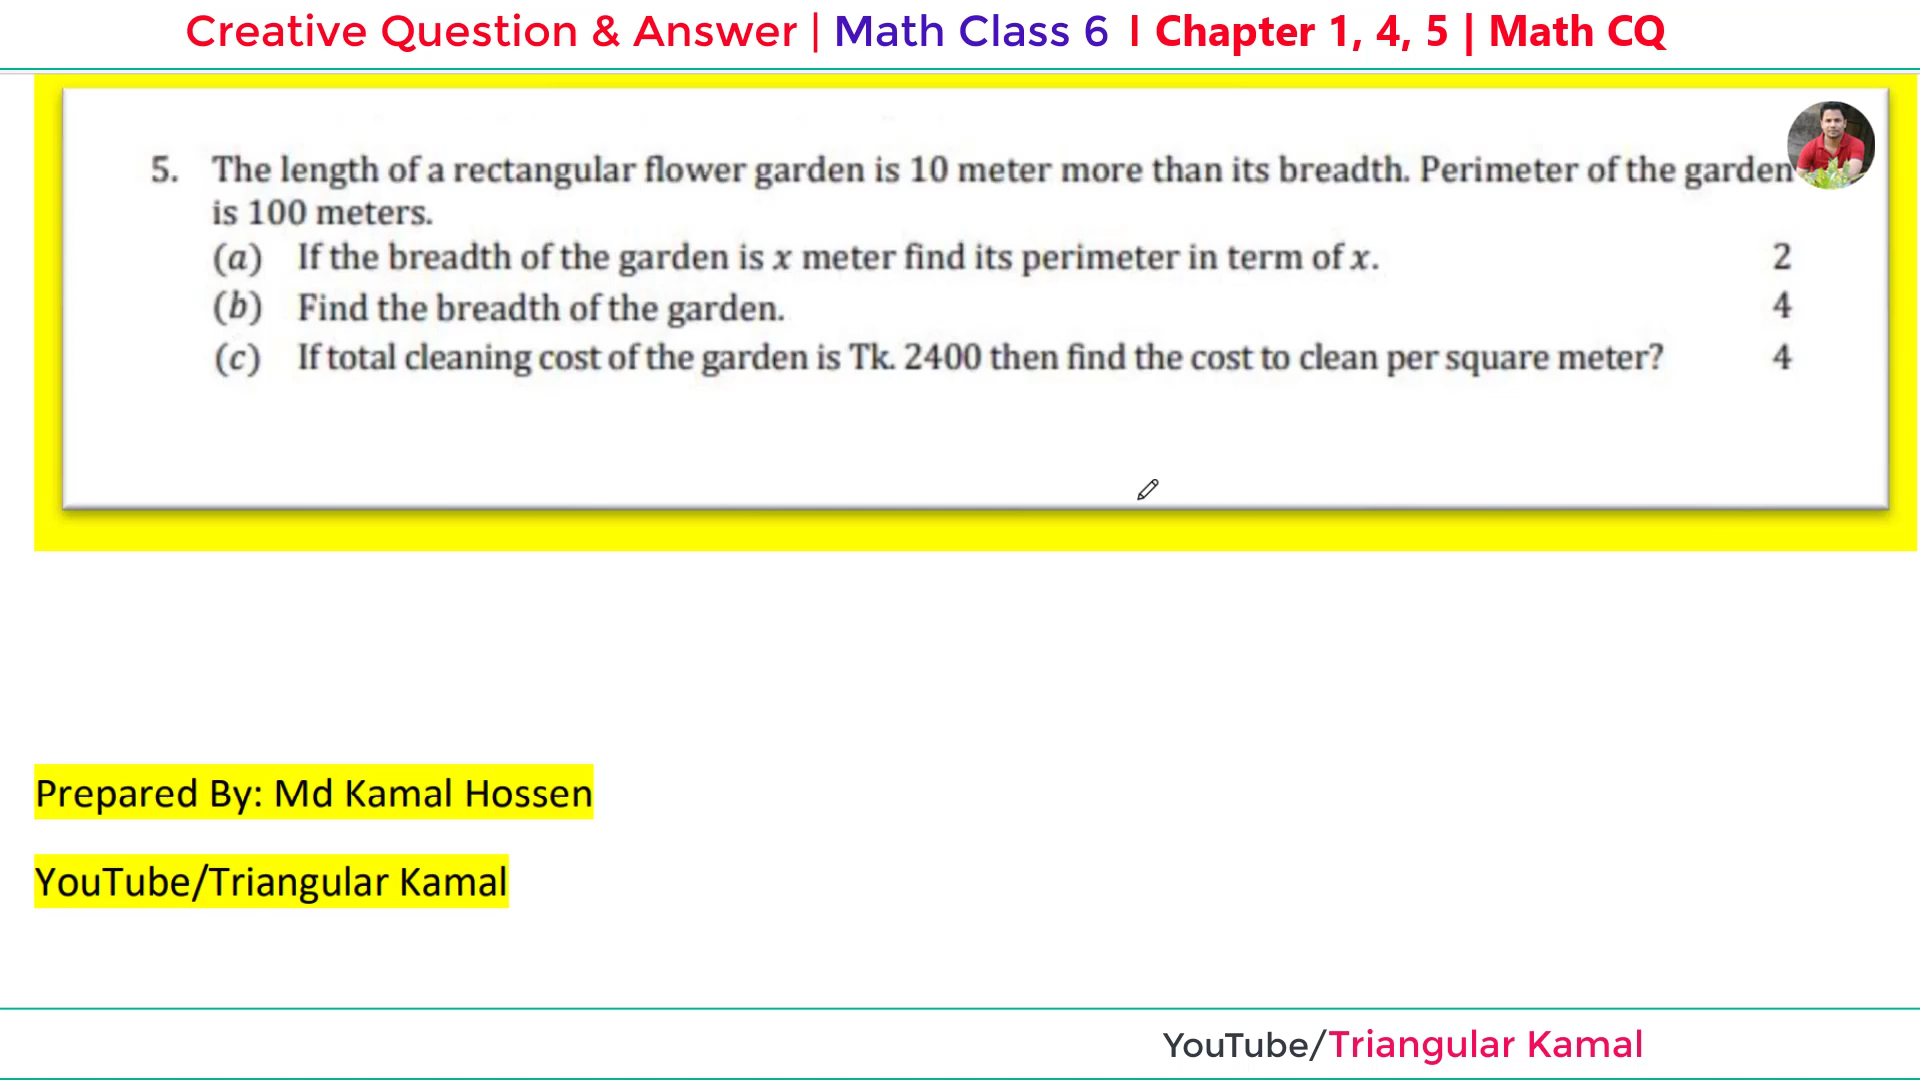 Creative Question & Answer | Math Class 6 I Chapter 1, 4, 5 | Math CQ
5. The length of a rectangular flower garden is 10 meter more than its breadth. Perimeter of the garden
is 100 meters.
(a) If the breadth of the garden is x meter find its perimeter in term of x. 2
(b) Find the breadth of the garden. 4
(c) If total cleaning cost of the garden is Tk. 2400 then find the cost to clean per square meter? 4
Prepared By: Md Kamal Hossen
YouTube/Triangular Kamal
YouTube/Triangular Kamal